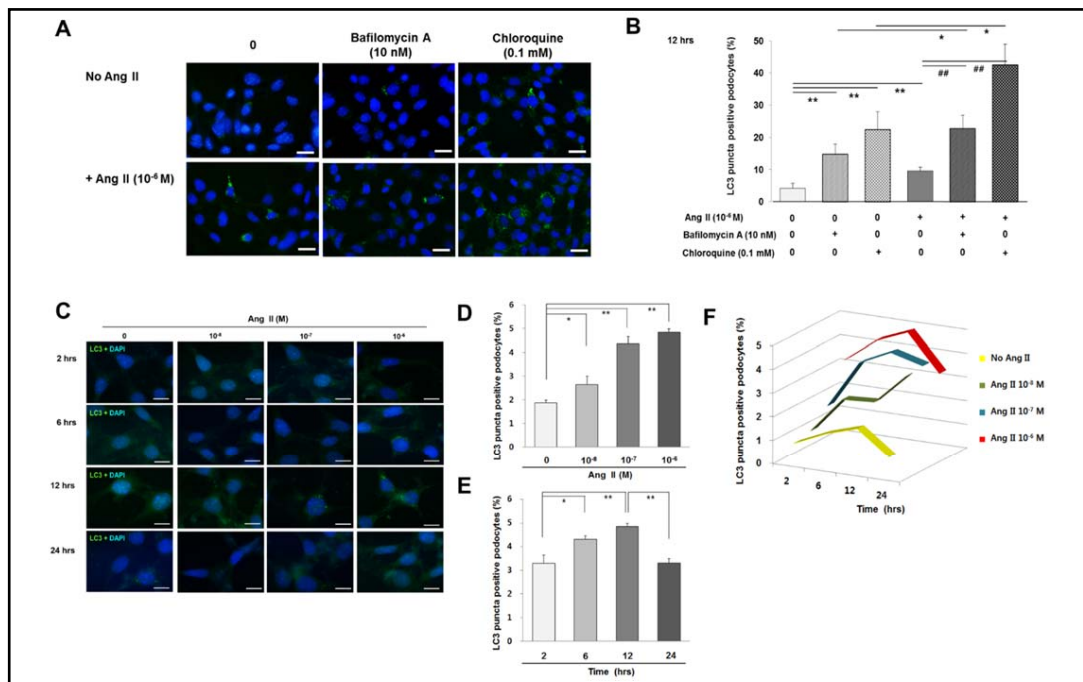 A
0
Bafilomycin A
(10 nM)
Chloroquine
(0.1 mM)
No Ang II
+ Ang II (10⁻⁶ M)
B
12 hrs
LC3 puncta positive podocytes (%)
50
40
30
20
10
0
** ** ** ## ## * *
Ang II (10⁻⁶ M) 0 0 0 + + +
Bafilomycin A (10 nM) 0 + 0 0 + 0
Chloroquine (0.1 mM) 0 0 + 0 0 +
C
Ang II (M)
0 10⁻⁸ 10⁻⁷ 10⁻⁶
2 hrs
LC3 + DAPI
6 hrs
LC3 + DAPI
12 hrs
LC3 + DAPI
24 hrs
LC3 + DAPI
D
LC3 puncta positive podocytes (%)
6
5
4
3
2
1
0
* ** **
0 10⁻⁸ 10⁻⁷ 10⁻⁶
Ang II (M)
E
LC3 puncta positive podocytes (%)
6
5
4
3
2
1
0
* ** **
2 6 12 24
Time (hrs)
F
LC3 puncta positive podocytes (%)
5
4
3
2
1
0
2 6 12 24
Time (hrs)
No Ang II
Ang II 10⁻⁸ M
Ang II 10⁻⁷ M
Ang II 10⁻⁶ M